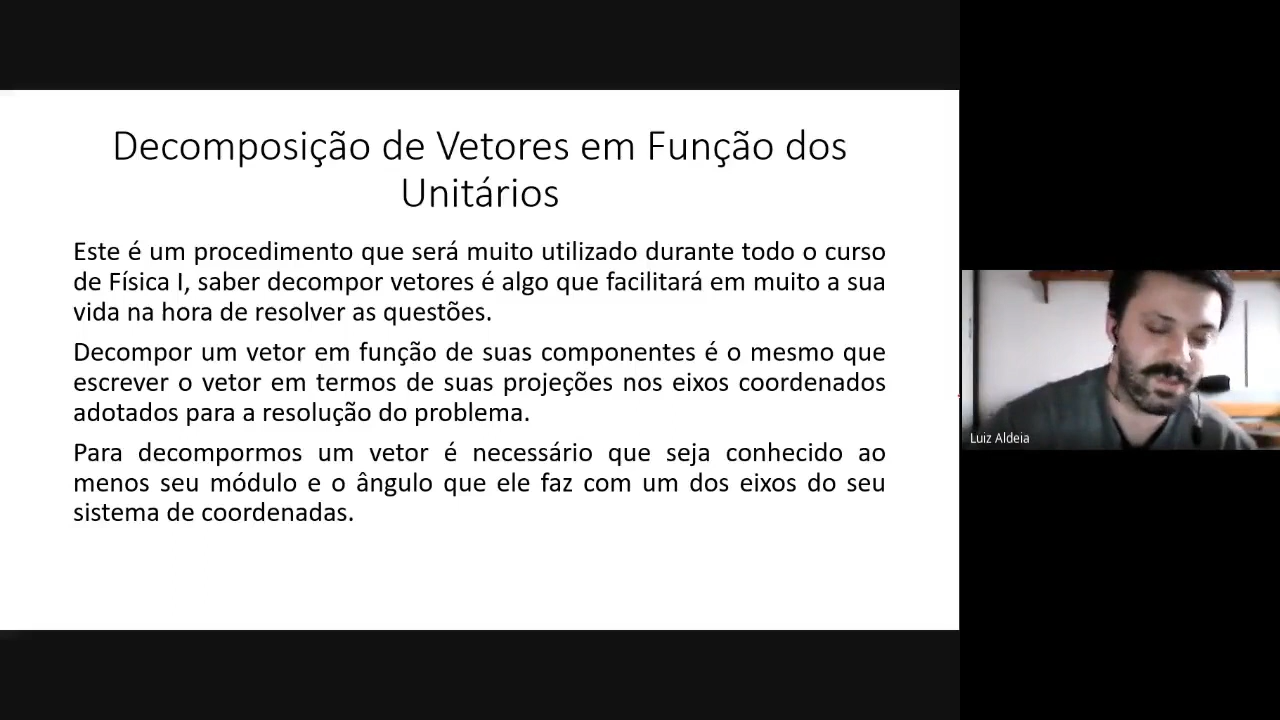 Decomposição de Vetores em Função dos
Unitários
Este é um procedimento que será muito utilizado durante todo o curso
de Física I, saber decompor vetores é algo que facilitará em muito a sua
vida na hora de resolver as questões.
Decompor um vetor em função de suas componentes é o mesmo que
escrever o vetor em termos de suas projeções nos eixos coordenados
adotados para a resolução do problema.
Para decompormos um vetor é necessário que seja conhecido ao
menos seu módulo e o ângulo que ele faz com um dos eixos do seu
sistema de coordenadas.
Luiz Aldeia